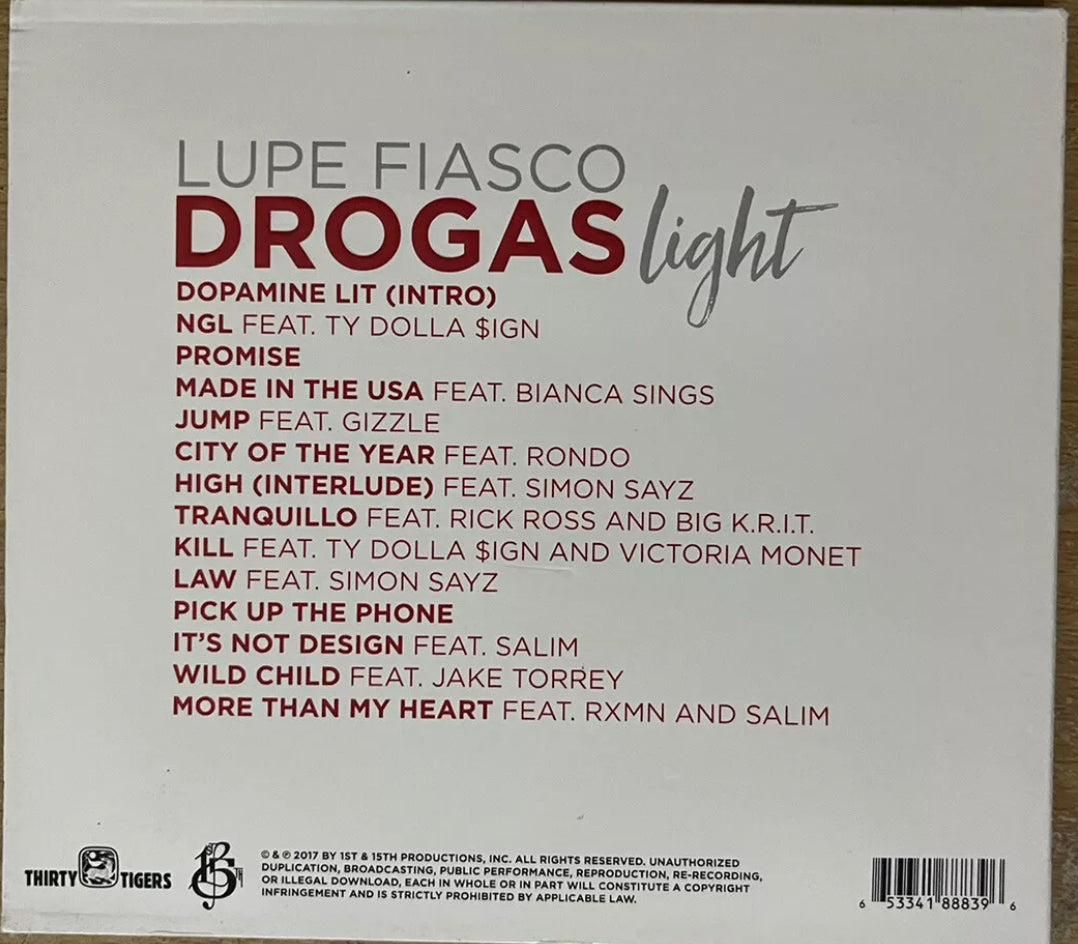 LUPE FIASCO
DROGAS light
DOPAMINE LIT (INTRO)
NGL FEAT. TY DOLLA $IGN
PROMISE
MADE IN THE USA FEAT. BIANCA SINGS
JUMP FEAT. GIZZLE
CITY OF THE YEAR FEAT. RONDO
HIGH (INTERLUDE) FEAT. SIMON SAYZ
TRANQUILLO FEAT. RICK ROSS AND BIG K.R.I.T.
KILL FEAT. TY DOLLA $IGN AND VICTORIA MONET
LAW FEAT. SIMON SAYZ
PICK UP THE PHONE
IT'S NOT DESIGN FEAT. SALIM
WILD CHILD FEAT. JAKE TORREY
MORE THAN MY HEART FEAT. RXMN AND SALIM
THIRTY TIGERS
1ST 15TH
© & ℗ 2017 BY 1ST & 15TH PRODUCTIONS, INC. ALL RIGHTS RESERVED. UNAUTHORIZED
DUPLICATION, BROADCASTING, PUBLIC PERFORMANCE, REPRODUCTION, RE-RECORDING,
OR ILLEGAL DOWNLOAD, EACH IN WHOLE OR IN PART WILL CONSTITUTE A COPYRIGHT
INFRINGEMENT AND IS STRICTLY PROHIBITED BY APPLICABLE LAW.
6 53341 88839 6